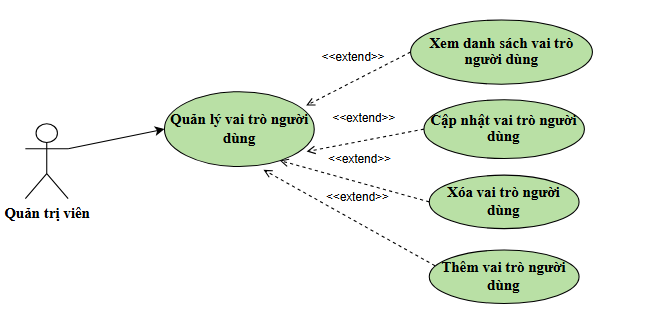 Xem danh sách vai trò
người dùng
<<extend>>
Quản lý vai trò người
dùng
<<extend>>
Cập nhật vai trò người
dùng
<<extend>>
Xóa vai trò người
dùng
<<extend>>
Quản trị viên
Thêm vai trò người
dùng